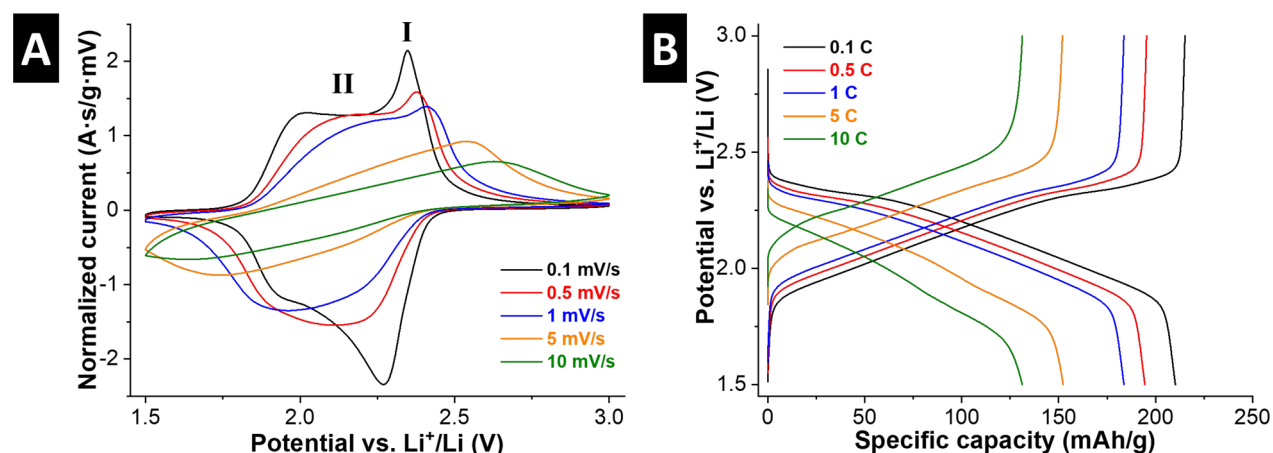 A
I
II
2
1
0
-1
-2
1.5
2.0
2.5
3.0
Normalized current (A·s/g·mV)
Potential vs. Li⁺/Li (V)
0.1 mV/s
0.5 mV/s
1 mV/s
5 mV/s
10 mV/s
B
3.0
2.5
2.0
1.5
0
50
100
150
200
250
Potential vs. Li⁺/Li (V)
Specific capacity (mAh/g)
0.1 C
0.5 C
1 C
5 C
10 C